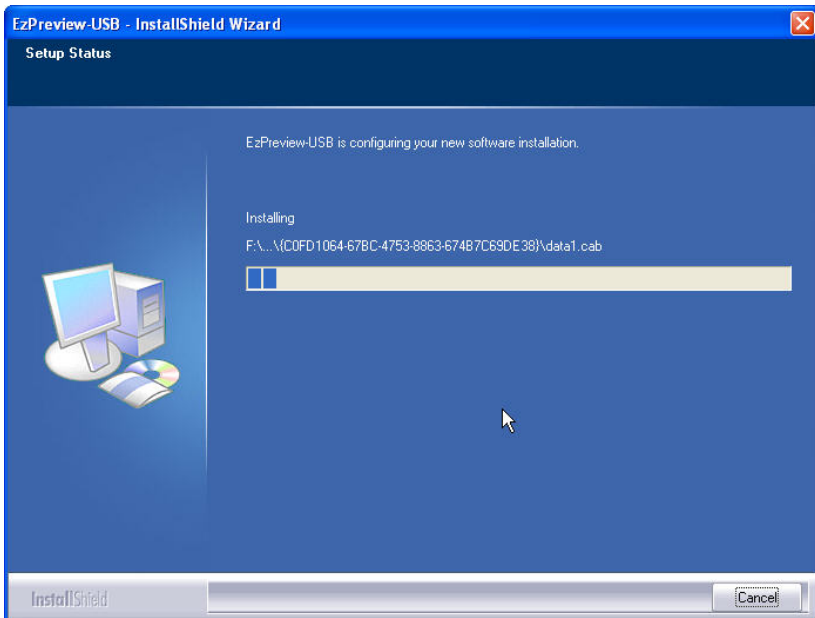 EzPreview-USB - InstallShield Wizard
Setup Status
EzPreview-USB is configuring your new software installation.
Installing
F:\...\{C0FD1064-67BC-4753-8863-674B7C69DE38}\data1.cab
InstallShield
Cancel